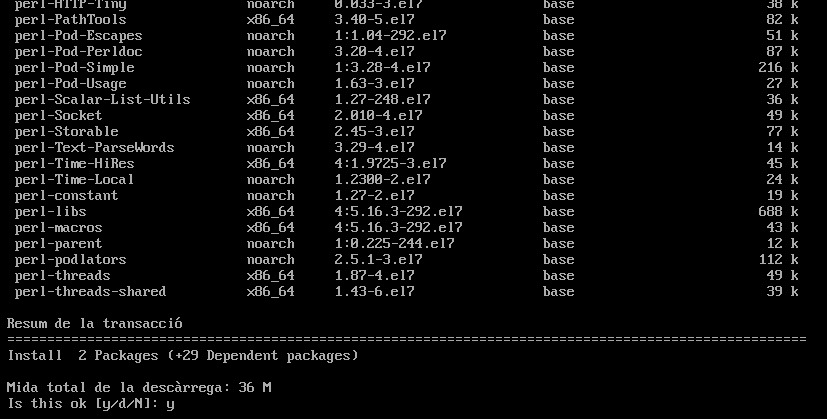 perl-HTTP-Tiny noarch 0.033-3.el7 base 38 k
perl-PathTools x86_64 3.40-5.el7 base 82 k
perl-Pod-Escapes noarch 1:1.04-292.el7 base 51 k
perl-Pod-Perldoc noarch 3.20-4.el7 base 87 k
perl-Pod-Simple noarch 1:3.28-4.el7 base 216 k
perl-Pod-Usage noarch 1.63-3.el7 base 27 k
perl-Scalar-List-Utils x86_64 1.27-248.el7 base 36 k
perl-Socket x86_64 2.010-4.el7 base 49 k
perl-Storable x86_64 2.45-3.el7 base 77 k
perl-Text-ParseWords noarch 3.29-4.el7 base 14 k
perl-Time-HiRes x86_64 4:1.9725-3.el7 base 45 k
perl-Time-Local noarch 1.2300-2.el7 base 24 k
perl-constant noarch 1.27-2.el7 base 19 k
perl-libs x86_64 4:5.16.3-292.el7 base 688 k
perl-macros x86_64 4:5.16.3-292.el7 base 43 k
perl-parent noarch 1:0.225-244.el7 base 12 k
perl-podlators noarch 2.5.1-3.el7 base 112 k
perl-threads x86_64 1.87-4.el7 base 49 k
perl-threads-shared x86_64 1.43-6.el7 base 39 k
Resum de la transacció
====================================================================================================
Install 2 Packages (+29 Dependent packages)
Mida total de la descàrrega: 36 M
Is this ok [y/d/N]: y